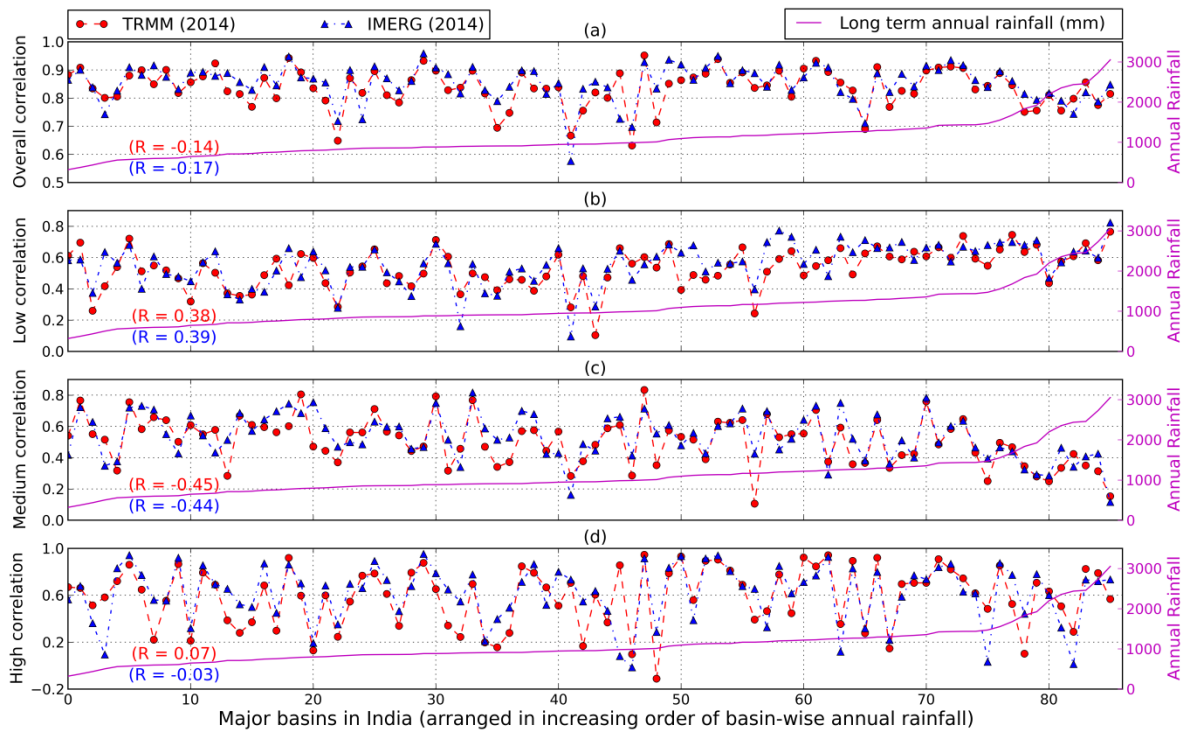 TRMM (2014) IMERG (2014) Long term annual rainfall (mm)
(a)
Overall correlation
1.0
0.9
0.8
0.7
0.6
0.5
(R = -0.14)
(R = -0.17)
3000
2000
1000
0
Annual Rainfall
(b)
Low correlation
0.8
0.6
0.4
0.2
0.0
(R = 0.38)
(R = 0.39)
3000
2000
1000
0
Annual Rainfall
(c)
Medium correlation
0.8
0.6
0.4
0.2
0.0
(R = -0.45)
(R = -0.44)
3000
2000
1000
0
Annual Rainfall
(d)
High correlation
1.0
0.6
0.2
−0.2
(R = 0.07)
(R = -0.03)
3000
2000
1000
0
Annual Rainfall
0 10 20 30 40 50 60 70 80
Major basins in India (arranged in increasing order of basin-wise annual rainfall)